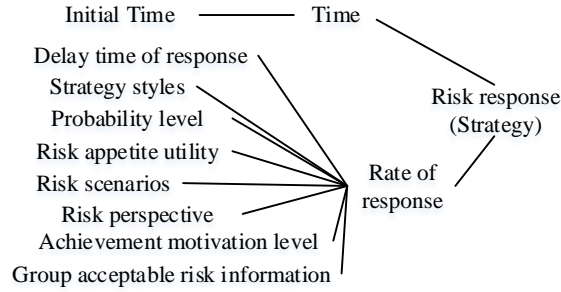 Initial Time
Time
Delay time of response
Strategy styles
Probability level
Risk appetite utility
Risk scenarios
Risk perspective
Achievement motivation level
Group acceptable risk information
Rate of
response
Risk response
(Strategy)